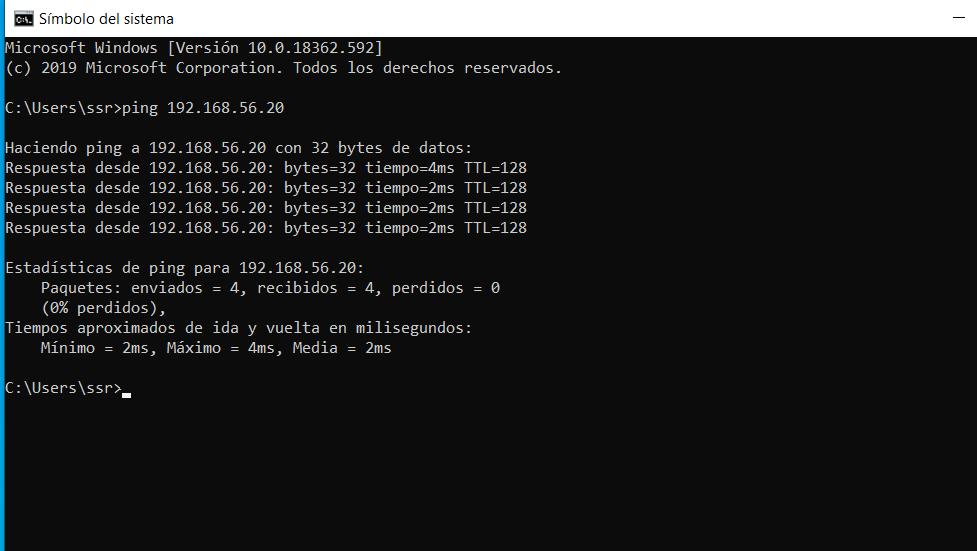 Símbolo del sistema
Microsoft Windows [Versión 10.0.18362.592]
(c) 2019 Microsoft Corporation. Todos los derechos reservados.
C:\Users\ssr>ping 192.168.56.20
Haciendo ping a 192.168.56.20 con 32 bytes de datos:
Respuesta desde 192.168.56.20: bytes=32 tiempo=4ms TTL=128
Respuesta desde 192.168.56.20: bytes=32 tiempo=2ms TTL=128
Respuesta desde 192.168.56.20: bytes=32 tiempo=2ms TTL=128
Respuesta desde 192.168.56.20: bytes=32 tiempo=2ms TTL=128
Estadísticas de ping para 192.168.56.20:
    Paquetes: enviados = 4, recibidos = 4, perdidos = 0
    (0% perdidos),
Tiempos aproximados de ida y vuelta en milisegundos:
    Mínimo = 2ms, Máximo = 4ms, Media = 2ms
C:\Users\ssr>